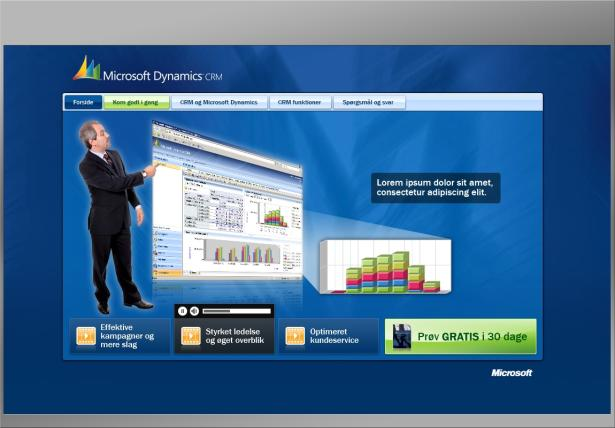 Microsoft Dynamics CRM
Forside
Kom godt i gang
CRM og Microsoft Dynamics
CRM funktioner
Spørgsmål og svar
Lorem ipsum dolor sit amet,
consectetur adipiscing elit.
Effektive
kampagner og
mere slag
Styrket ledelse
og øget overblik
Optimeret
kundeservice
Prøv GRATIS i 30 dage
Microsoft